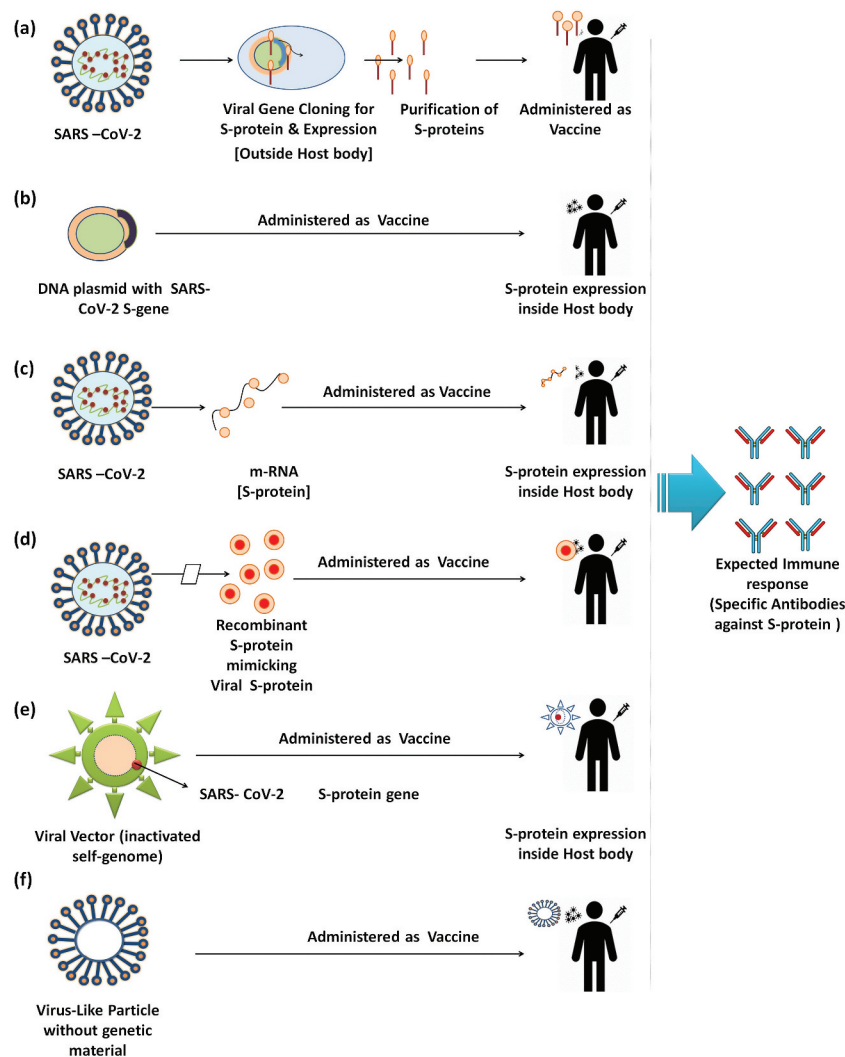 (a)
SARS –CoV-2
Viral Gene Cloning for
S-protein & Expression
[Outside Host body]
Purification of
S-proteins
Administered as
Vaccine
(b)
DNA plasmid with SARS-
CoV-2 S-gene
Administered as Vaccine
S-protein expression
inside Host body
(c)
SARS –CoV-2
m-RNA
[S-protein]
Administered as Vaccine
S-protein expression
inside Host body
(d)
SARS –CoV-2
Recombinant
S-protein
mimicking
Viral S-protein
Administered as Vaccine
(e)
Viral Vector (inactivated
self-genome)
Administered as Vaccine
SARS- CoV-2 S-protein gene
S-protein expression
inside Host body
(f)
Virus-Like Particle
without genetic
material
Administered as Vaccine
Expected Immune
response
(Specific Antibodies
against S-protein )